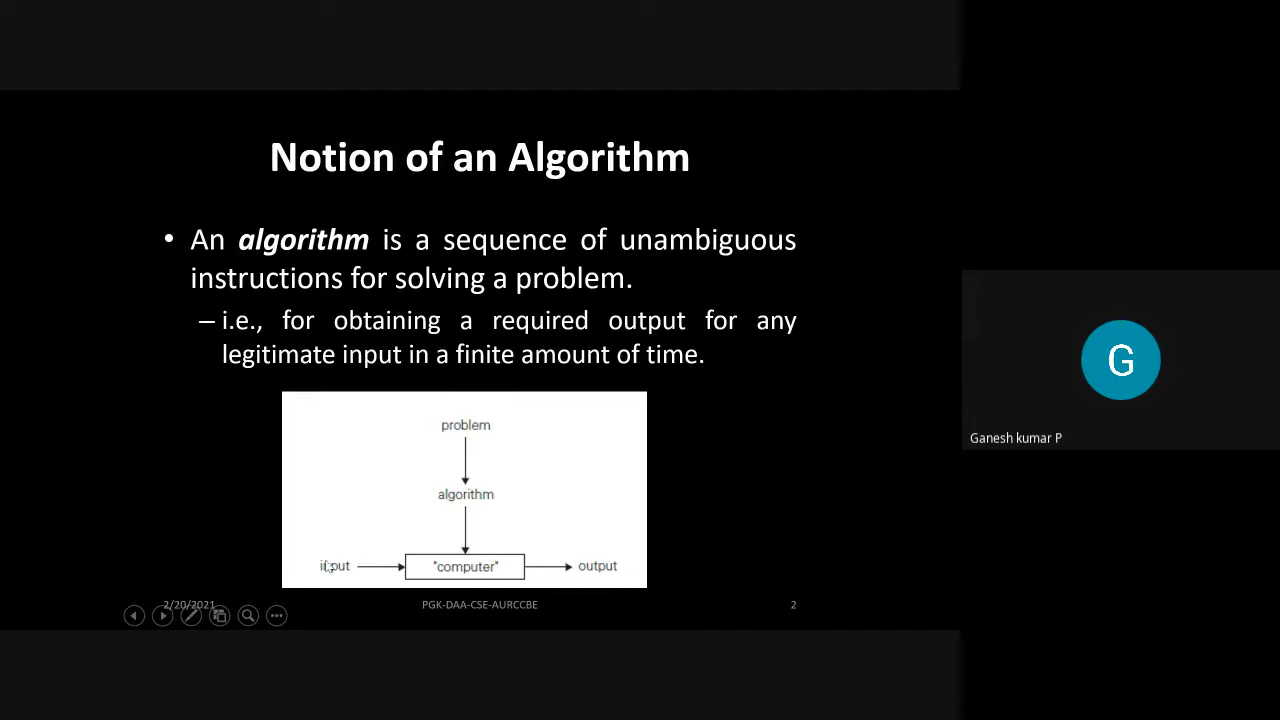 Notion of an Algorithm
• An algorithm is a sequence of unambiguous
instructions for solving a problem.
– i.e., for obtaining a required output for any
legitimate input in a finite amount of time.
problem
algorithm
input
"computer"
output
2/20/2021
PGK-DAA-CSE-AURCCBE
2
G
Ganesh kumar P